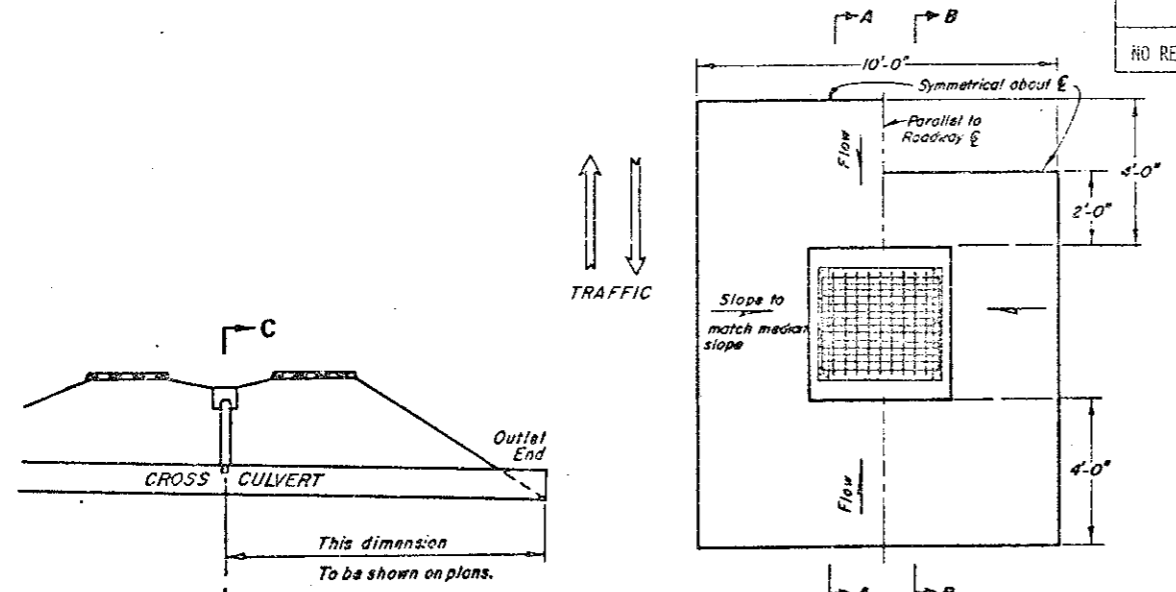 A B
NO RE
10'-0"
Symmetrical about ℄
Parallel to
Roadway ℄
Flow
4'-0"
2'-0"
TRAFFIC
Slope to
match median
slope
C
Outlet
End
CROSS CULVERT
4'-0"
Flow
This dimension
To be shown on plans.
A B